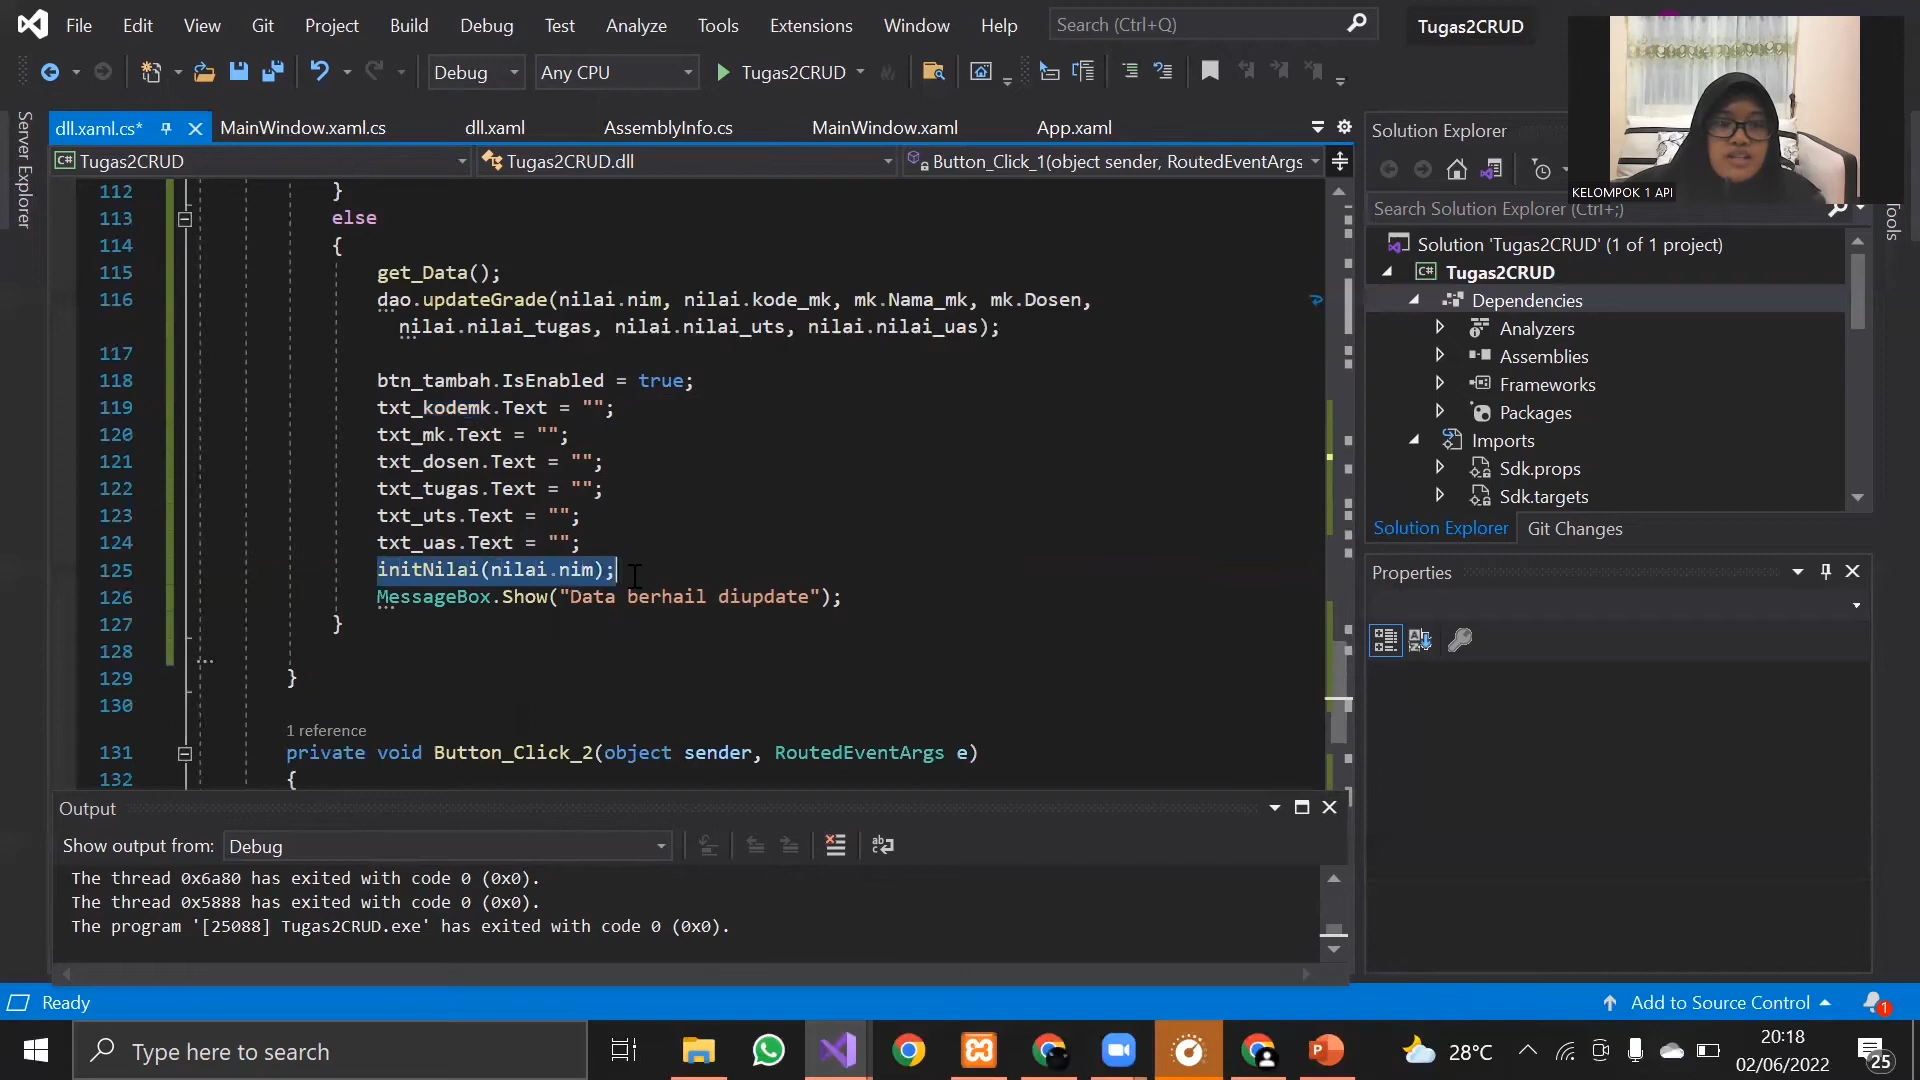 File Edit View Git Project Build Debug Test Analyze Tools Extensions Window Help Search (Ctrl+Q) Tugas2CRUD
Debug Any CPU Tugas2CRUD
Server Explorer
dll.xaml.cs* MainWindow.xaml.cs dll.xaml AssemblyInfo.cs MainWindow.xaml App.xaml
C# Tugas2CRUD Tugas2CRUD.dll Button_Click_1(object sender, RoutedEventArgs
112 }
113 else
114 {
115 get_Data();
116 dao.updateGrade(nilai.nim, nilai.kode_mk, mk.Nama_mk, mk.Dosen,
nilai.nilai_tugas, nilai.nilai_uts, nilai.nilai_uas);
117
118 btn_tambah.IsEnabled = true;
119 txt_kodemk.Text = "";
120 txt_mk.Text = "";
121 txt_dosen.Text = "";
122 txt_tugas.Text = "";
123 txt_uts.Text = "";
124 txt_uas.Text = "";
125 initNilai(nilai.nim);
126 MessageBox.Show("Data berhail diupdate");
127 }
128
129 }
130
1 reference
131 private void Button_Click_2(object sender, RoutedEventArgs e)
132 {
Output
Show output from: Debug
The thread 0x6a80 has exited with code 0 (0x0).
The thread 0x5888 has exited with code 0 (0x0).
The program '[25088] Tugas2CRUD.exe' has exited with code 0 (0x0).
Solution Explorer
KELOMPOK 1 API
Search Solution Explorer (Ctrl+;)
Tools
Solution 'Tugas2CRUD' (1 of 1 project)
C# Tugas2CRUD
Dependencies
Analyzers
Assemblies
Frameworks
Packages
Imports
Sdk.props
Sdk.targets
Solution Explorer Git Changes
Properties
Ready Add to Source Control 1
Type here to search
28°C
20:18
02/06/2022
25